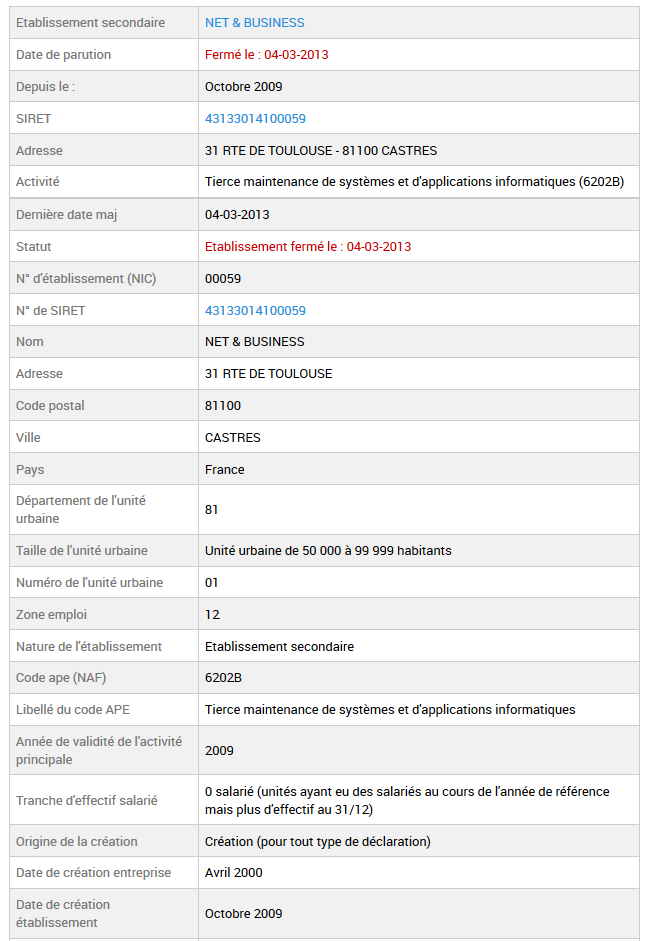 Etablissement secondaire NET & BUSINESS
Date de parution Fermé le : 04-03-2013
Depuis le : Octobre 2009
SIRET 43133014100059
Adresse 31 RTE DE TOULOUSE - 81100 CASTRES
Activité Tierce maintenance de systèmes et d'applications informatiques (6202B)
Dernière date maj 04-03-2013
Statut Etablissement fermé le : 04-03-2013
N° d'établissement (NIC) 00059
N° de SIRET 43133014100059
Nom NET & BUSINESS
Adresse 31 RTE DE TOULOUSE
Code postal 81100
Ville CASTRES
Pays France
Département de l'unité
urbaine 81
Taille de l'unité urbaine Unité urbaine de 50 000 à 99 999 habitants
Numéro de l'unité urbaine 01
Zone emploi 12
Nature de l'établissement Etablissement secondaire
Code ape (NAF) 6202B
Libellé du code APE Tierce maintenance de systèmes et d'applications informatiques
Année de validité de l'activité
principale 2009
Tranche d'effectif salarié 0 salarié (unités ayant eu des salariés au cours de l'année de référence
mais plus d'effectif au 31/12)
Origine de la création Création (pour tout type de déclaration)
Date de création entreprise Avril 2000
Date de création
établissement Octobre 2009